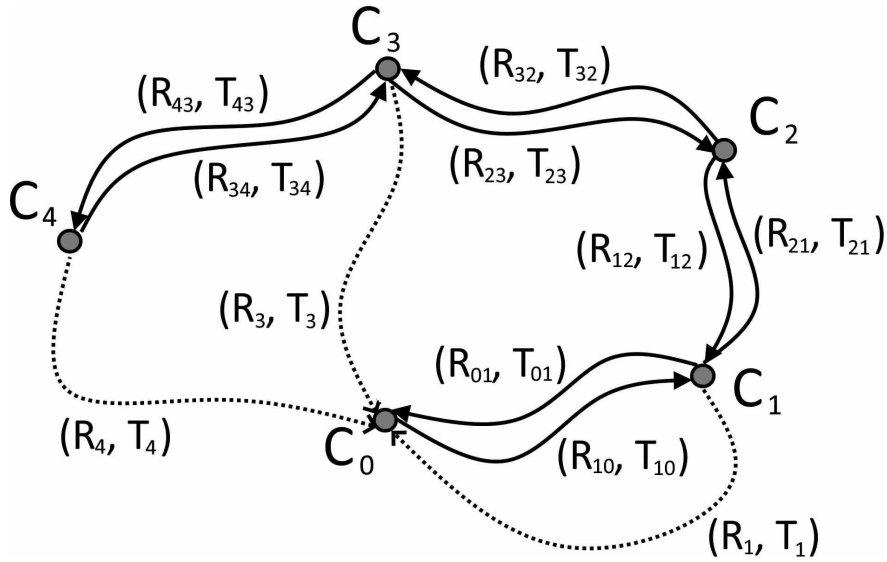 C₃
(R₃₂, T₃₂)
(R₄₃, T₄₃)
C₂
(R₂₃, T₂₃)
(R₃₄, T₃₄)
C₄
(R₁₂, T₁₂)
(R₂₁, T₂₁)
(R₃, T₃)
(R₀₁, T₀₁)
C₁
(R₄, T₄)
C₀
(R₁₀, T₁₀)
(R₁, T₁)